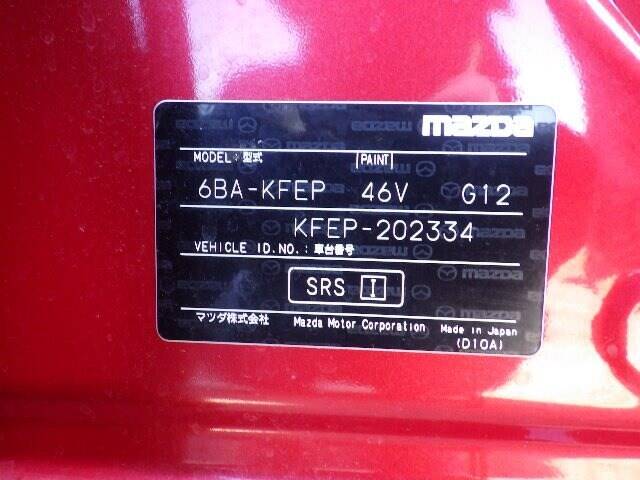 mazda
MODEL:型式 PAINT
6BA-KFEP 46V G12
KFEP-202334
VEHICLE ID.NO.:車台番号
SRS I
マツダ株式会社 Mazda Motor Corporation Made in Japan
(D10A)